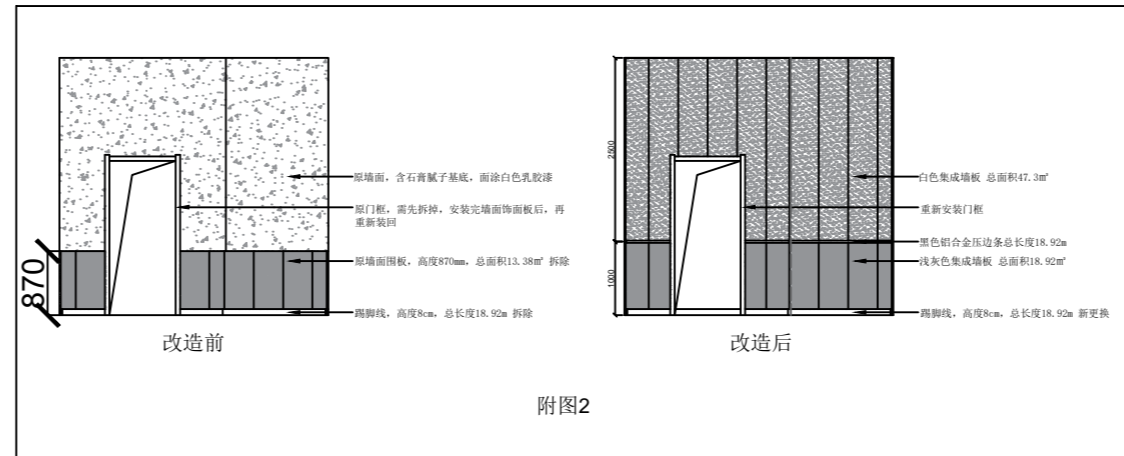 原墙面，含石膏腻子基底，面涂白色乳胶漆
原门框，需先拆掉，安装完墙面饰面板后，再
重新装回
原墙面围板，高度870mm，总面积13.38㎡ 拆除
870
踢脚线，高度8cm，总长度18.92m 拆除
改造前
2500
白色集成墙板 总面积47.3㎡
重新安装门框
黑色铝合金压边条总长度18.92m
浅灰色集成墙板 总面积18.92㎡
1000
踢脚线，高度8cm，总长度18.92m 新更换
改造后
附图2